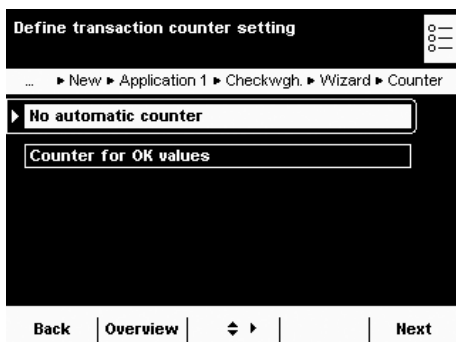 Define transaction counter setting
... ▸ New ▸ Application 1 ▸ Checkwgh. ▸ Wizard ▸ Counter
No automatic counter
Counter for OK values
Back Overview Next